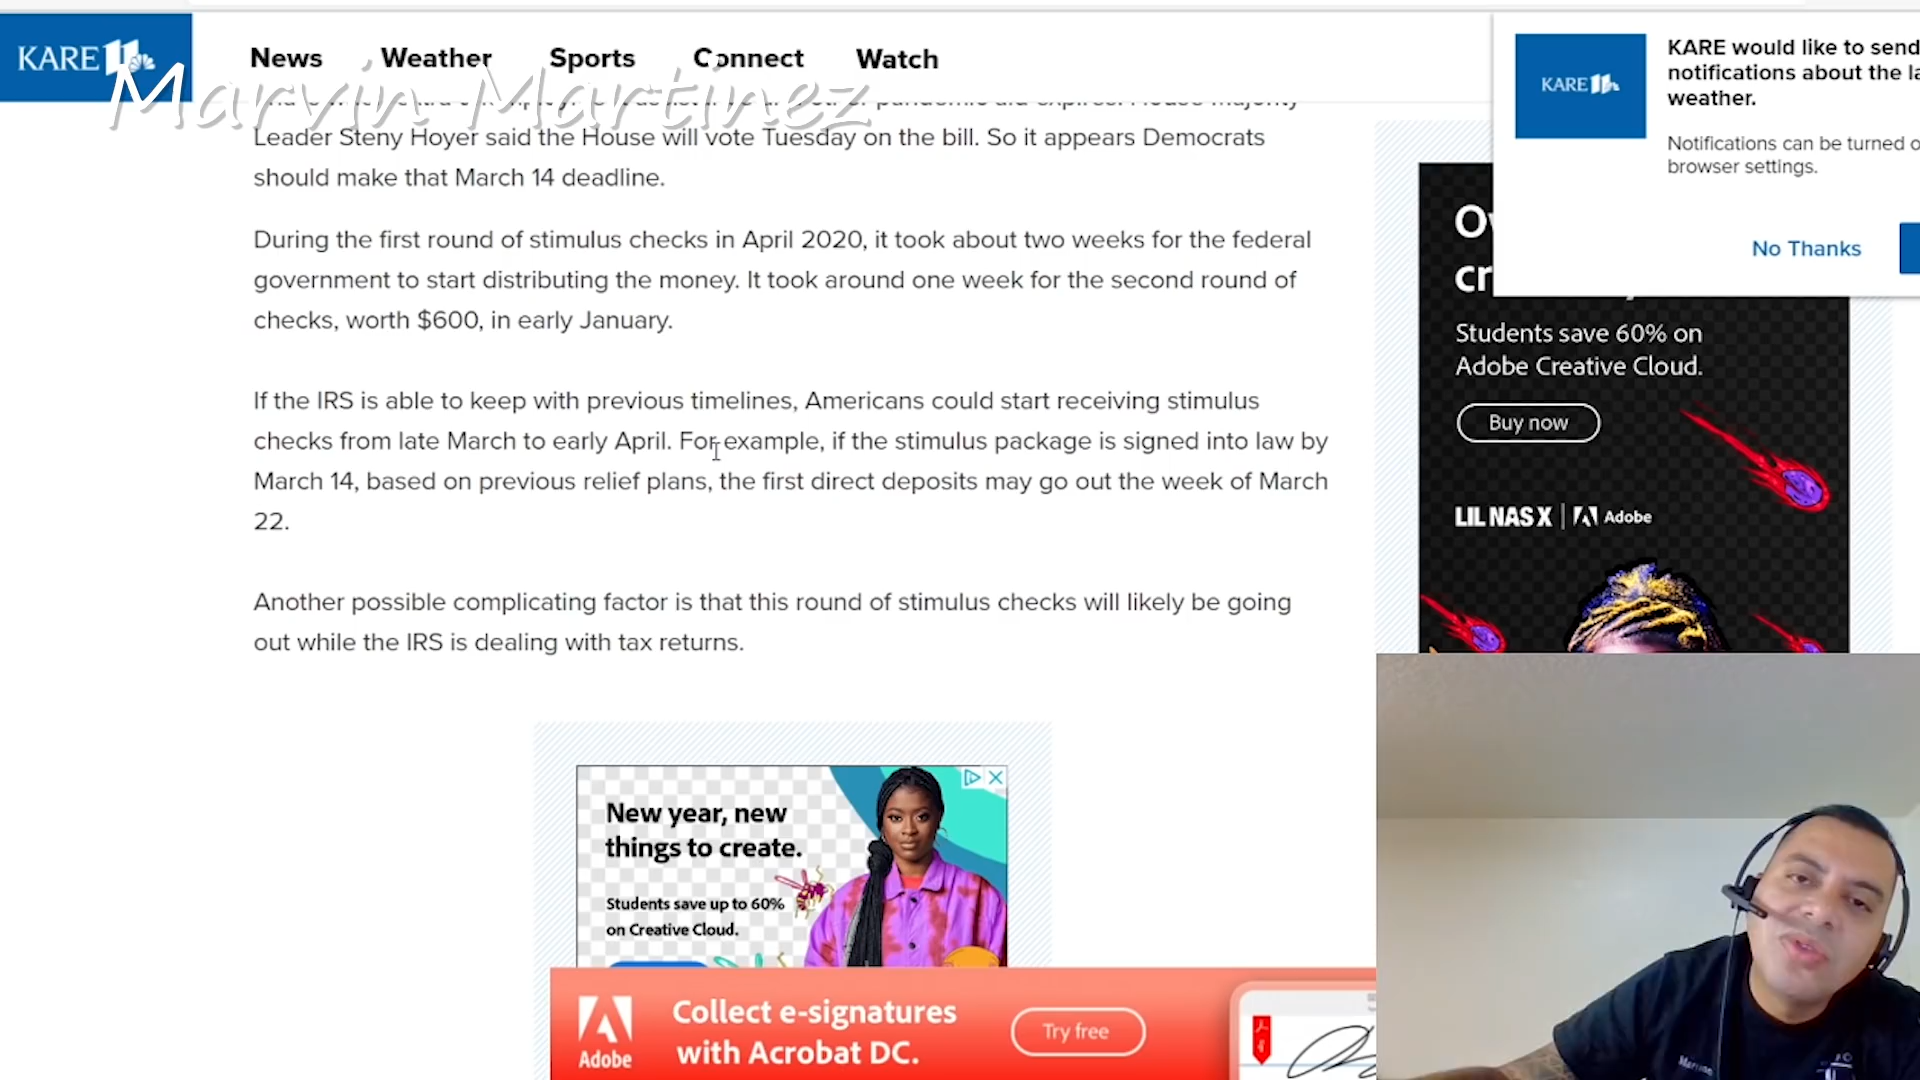 KARE 11
News Weather Sports Connect Watch
Marvin Martinez
Leader Steny Hoyer said the House will vote Tuesday on the bill. So it appears Democrats
should make that March 14 deadline.
During the first round of stimulus checks in April 2020, it took about two weeks for the federal
government to start distributing the money. It took around one week for the second round of
checks, worth $600, in early January.
If the IRS is able to keep with previous timelines, Americans could start receiving stimulus
checks from late March to early April. For example, if the stimulus package is signed into law by
March 14, based on previous relief plans, the first direct deposits may go out the week of March
22.
Another possible complicating factor is that this round of stimulus checks will likely be going
out while the IRS is dealing with tax returns.
KARE 11
KARE would like to send
notifications about the
weather.
Notifications can be turned
browser settings.
No Thanks
Students save 60% on
Adobe Creative Cloud.
Buy now
LIL NAS X | Adobe
New year, new
things to create.
Students save up to 60%
on Creative Cloud.
Adobe
Collect e-signatures
with Acrobat DC.
Try free